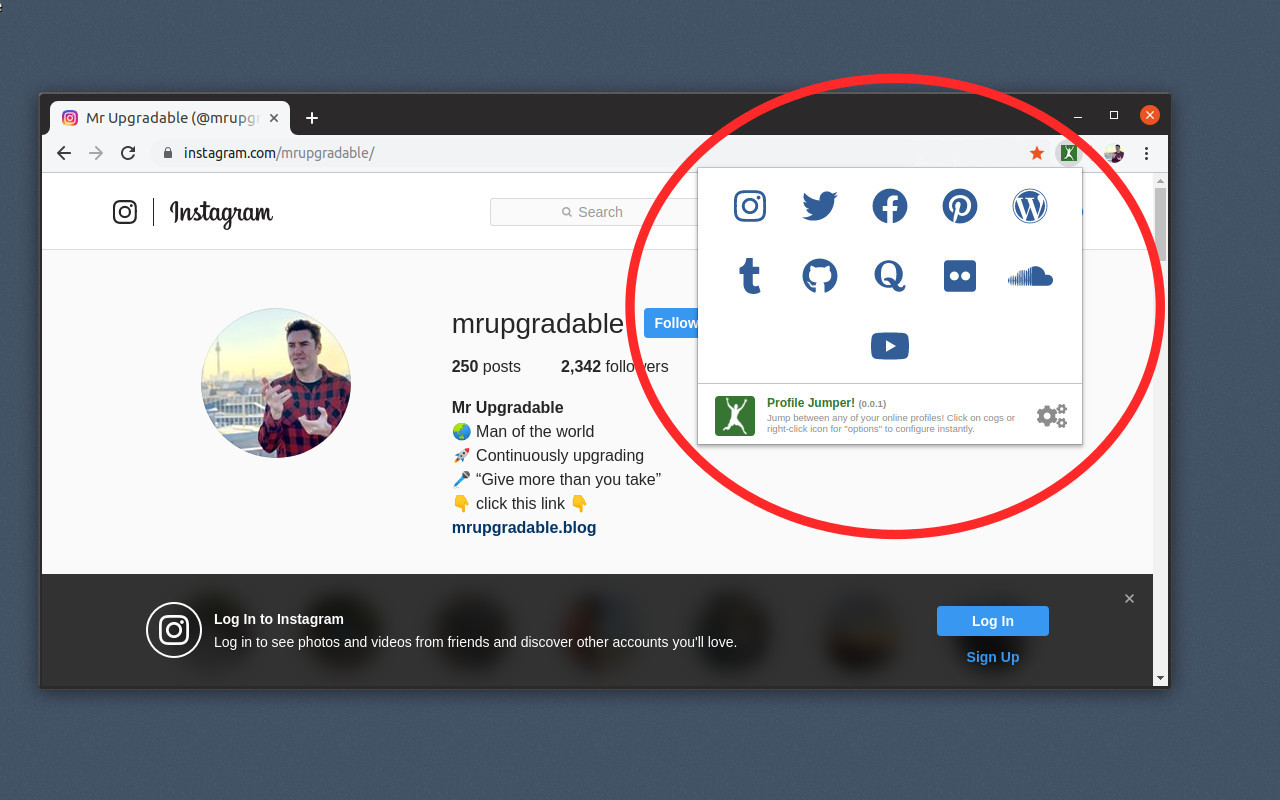 Mr Upgradable (@mrupgr
instagram.com/mrupgradable/
Instagram
Search
mrupgradable
Follow
250 posts 2,342 followers
Mr Upgradable
🌏 Man of the world
🚀 Continuously upgrading
🎤 “Give more than you take”
👇 click this link 👇
mrupgradable.blog
Profile Jumper! (0.0.1)
Jump between any of your online profiles! Click on cogs or
right-click icon for "options" to configure instantly.
Log In to Instagram
Log in to see photos and videos from friends and discover other accounts you'll love.
Log In
Sign Up